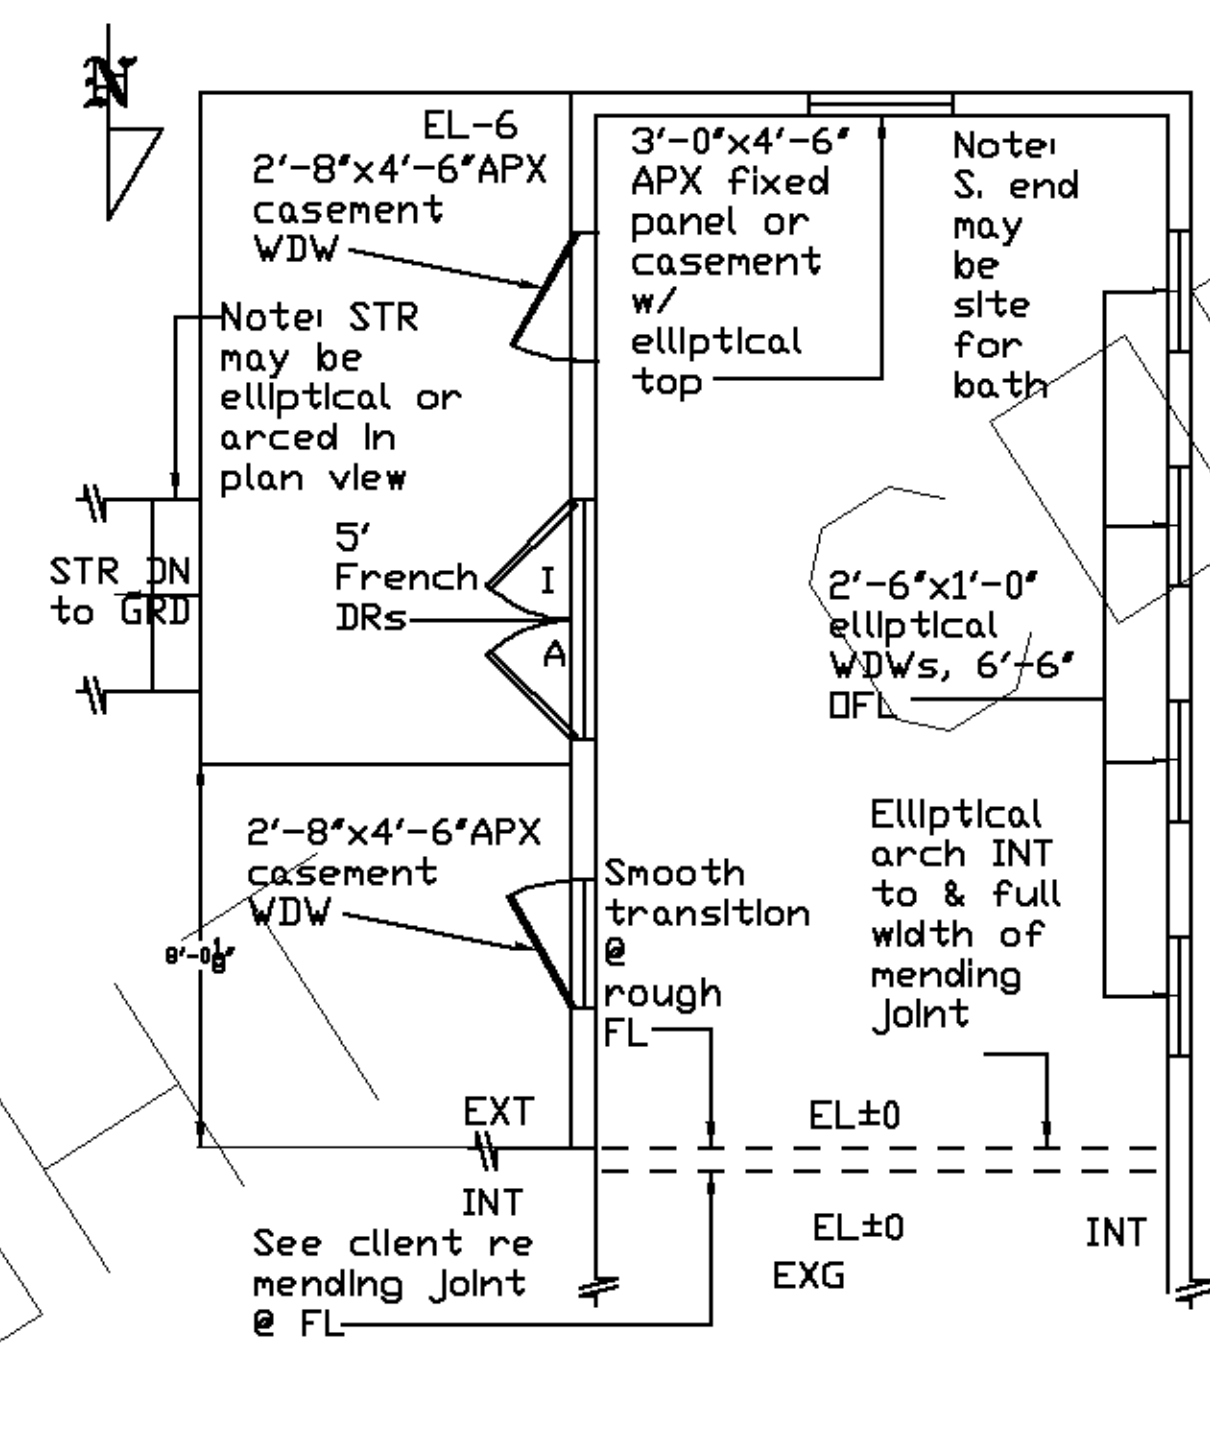 N
EL-6
2'-8"x4'-6"APX
casement
WDW
3'-0"x4'-6"
APX fixed
panel or
casement
w/
elliptical
top
Note:
S. end
may
be
site
for
bath
Note: STR
may be
elliptical or
arced in
plan view
STR DN
to GRD
5'
French
DRs
I
A
2'-6"x1'-0"
elliptical
WDWs, 6'-6"
OFL
2'-8"x4'-6"APX
casement
WDW
8'-0⅛"
Smooth
transition
@
rough
FL
Elliptical
arch INT
to & full
width of
mending
joint
EXT
EL±0
INT
EL±0
INT
EXG
See client re
mending joint
@ FL